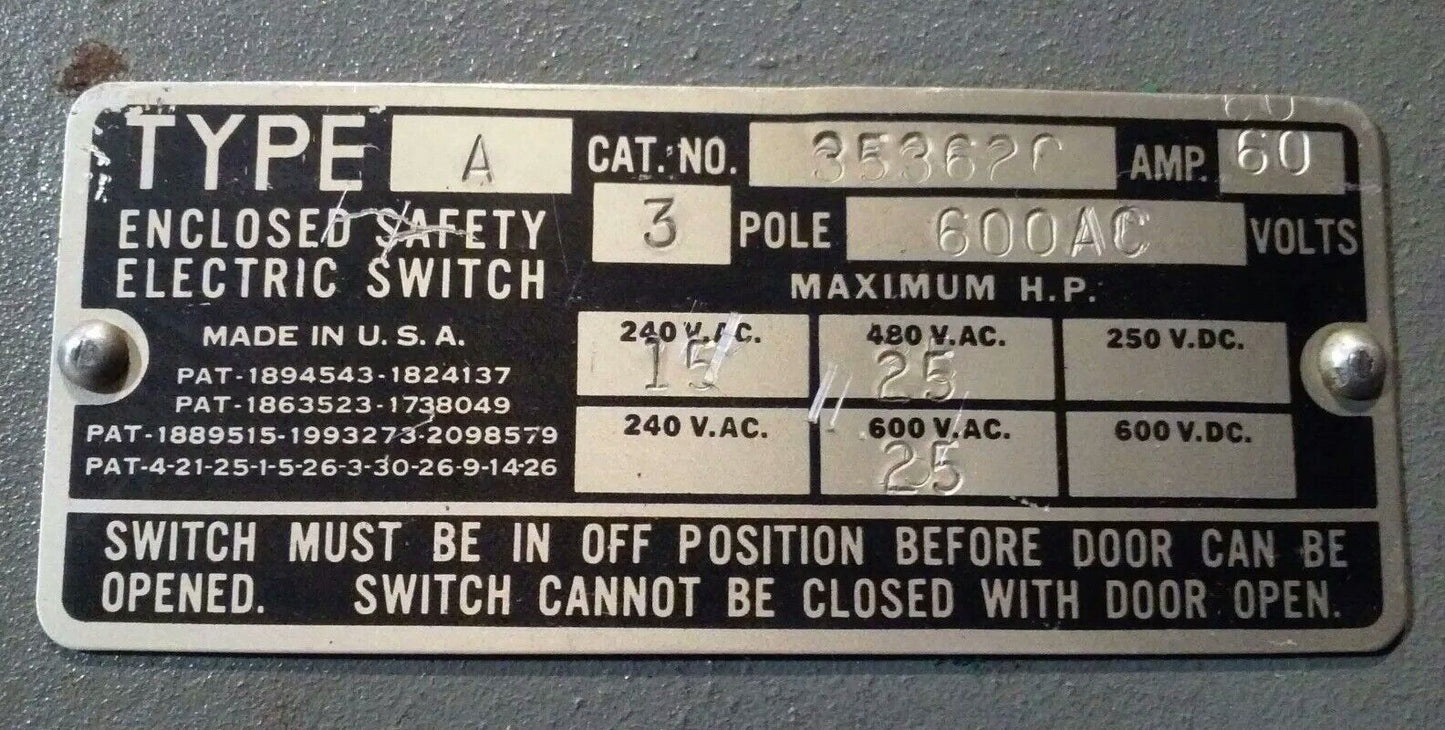 TYPE A CAT. NO. 353620 AMP. 60
ENCLOSED SAFETY 3 POLE 600AC VOLTS
ELECTRIC SWITCH MAXIMUM H.P.
MADE IN U.S.A. 240 V.AC. 480 V.AC. 250 V.DC.
15 25
PAT-1894543-1824137
PAT-1863523-1738049
PAT-1889515-1993273-2098579 240 V.AC. 600 V.AC. 600 V.DC.
PAT-4-21-25-1-5-26-3-30-26-9-14-26 25
SWITCH MUST BE IN OFF POSITION BEFORE DOOR CAN BE
OPENED. SWITCH CANNOT BE CLOSED WITH DOOR OPEN.